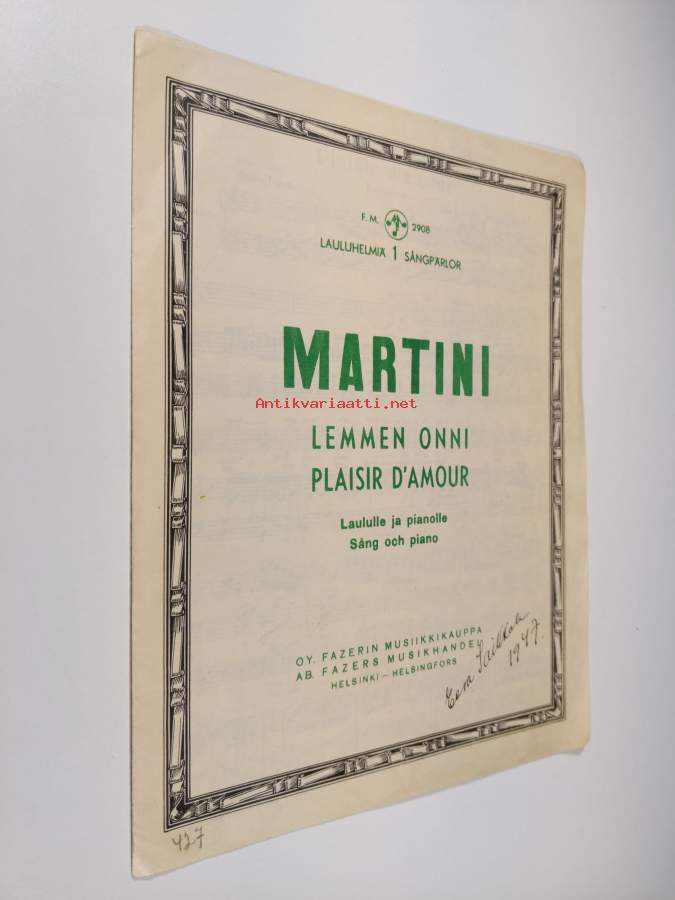 F. M. 2908
LAULUHELMIÄ 1 SÅNGPÄRLOR
MARTINI
Antikvariaatti.net
LEMMEN ONNI
PLAISIR D'AMOUR
Laululle ja pianolle
Sång och piano
OY. FAZERIN MUSIIKKIKAUPPA
AB. FAZERS MUSIKHANDEL
HELSINKI – HELSINGFORS
1947.
427